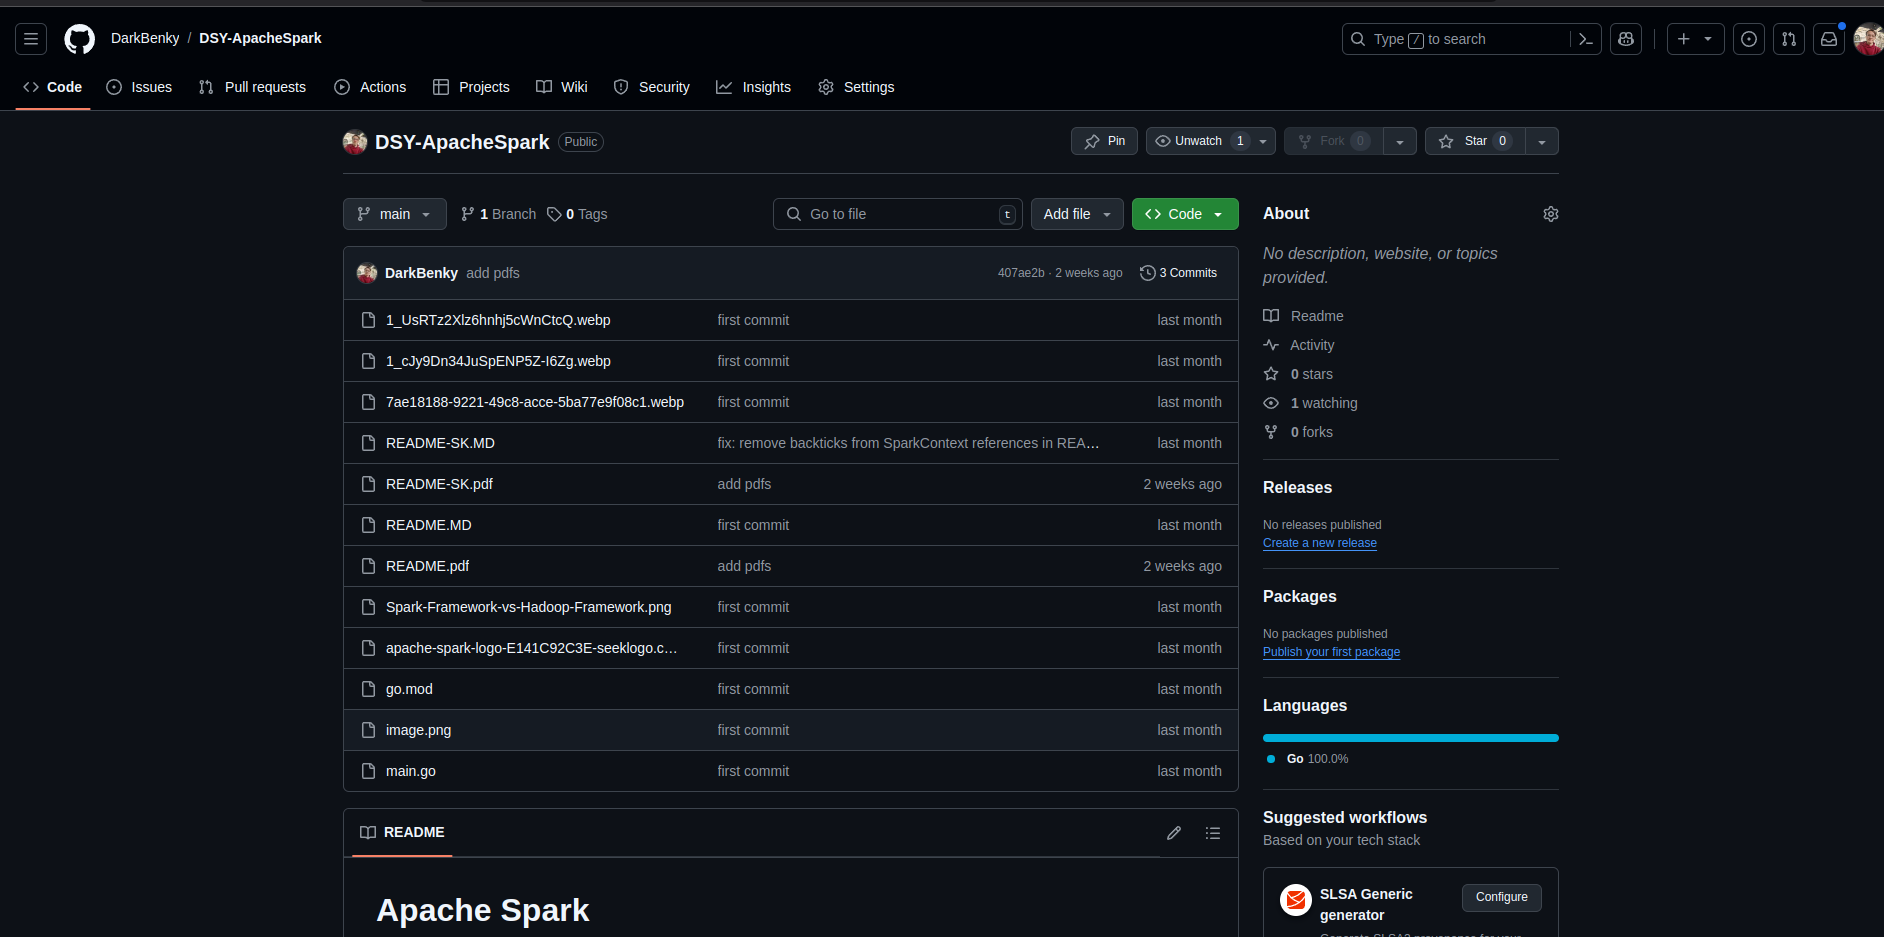 DarkBenky / DSY-ApacheSpark
Type / to search
Code Issues Pull requests Actions Projects Wiki Security Insights Settings
DSY-ApacheSpark Public
Pin Unwatch 1 Fork 0 Star 0
main 1 Branch 0 Tags Go to file t Add file Code
DarkBenky add pdfs 407ae2b · 2 weeks ago 3 Commits
1_UsRTz2Xlz6hnhj5cWnCtcQ.webp first commit last month
1_cJy9Dn34JuSpENP5Z-I6Zg.webp first commit last month
7ae18188-9221-49c8-acce-5ba77e9f08c1.webp first commit last month
README-SK.MD fix: remove backticks from SparkContext references in REA... last month
README-SK.pdf add pdfs 2 weeks ago
README.MD first commit last month
README.pdf add pdfs 2 weeks ago
Spark-Framework-vs-Hadoop-Framework.png first commit last month
apache-spark-logo-E141C92C3E-seeklogo.c... first commit last month
go.mod first commit last month
image.png first commit last month
main.go first commit last month
README
Apache Spark
About
No description, website, or topics
provided.
Readme
Activity
0 stars
1 watching
0 forks
Releases
No releases published
Create a new release
Packages
No packages published
Publish your first package
Languages
Go 100.0%
Suggested workflows
Based on your tech stack
SLSA Generic
generator
Configure
Generate SLSA3 provenance for your